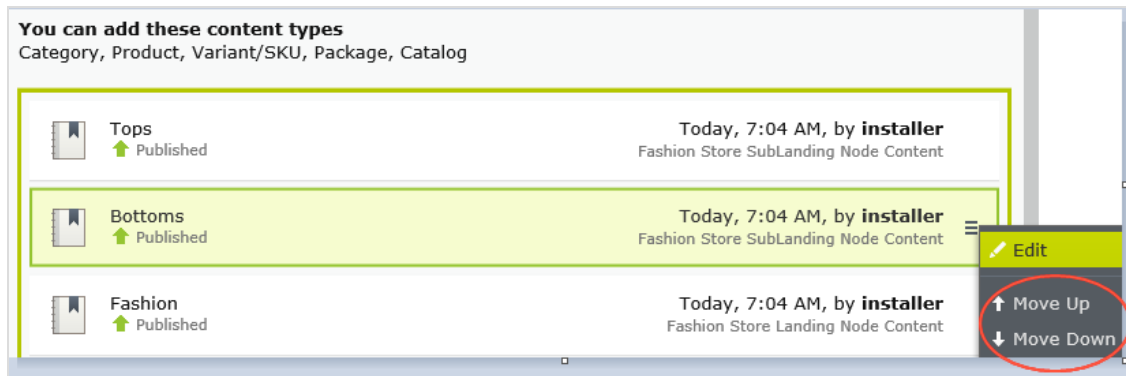 You can add these content types
Category, Product, Variant/SKU, Package, Catalog
Tops
Today, 7:04 AM, by installer
Published
Fashion Store SubLanding Node Content
Bottoms
Today, 7:04 AM, by installer
Published
Fashion Store SubLanding Node Content
Edit
Fashion
Today, 7:04 AM, by installer
Move Up
Published
Fashion Store Landing Node Content
Move Down